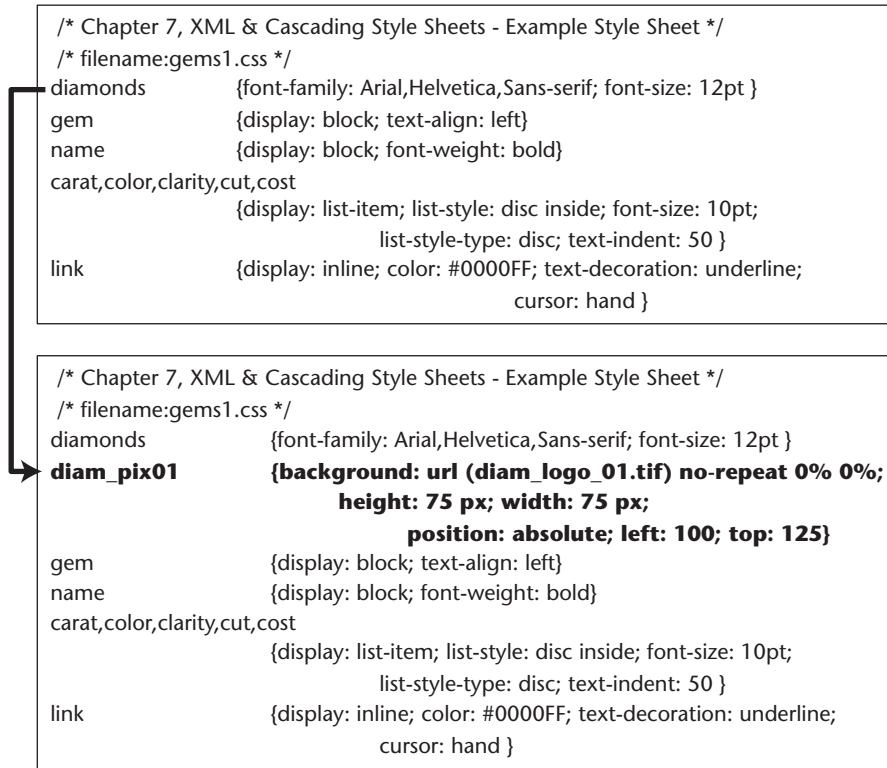 /* Chapter 7, XML & Cascading Style Sheets - Example Style Sheet */
/* filename:gems1.css */
diamonds {font-family: Arial,Helvetica,Sans-serif; font-size: 12pt }
gem {display: block; text-align: left}
name {display: block; font-weight: bold}
carat,color,clarity,cut,cost
{display: list-item; list-style: disc inside; font-size: 10pt;
list-style-type: disc; text-indent: 50 }
link {display: inline; color: #0000FF; text-decoration: underline;
cursor: hand }
/* Chapter 7, XML & Cascading Style Sheets - Example Style Sheet */
/* filename:gems1.css */
diamonds {font-family: Arial,Helvetica,Sans-serif; font-size: 12pt }
diam_pix01 {background: url (diam_logo_01.tif) no-repeat 0% 0%;
height: 75 px; width: 75 px;
position: absolute; left: 100; top: 125}
gem {display: block; text-align: left}
name {display: block; font-weight: bold}
carat,color,clarity,cut,cost
{display: list-item; list-style: disc inside; font-size: 10pt;
list-style-type: disc; text-indent: 50 }
link {display: inline; color: #0000FF; text-decoration: underline;
cursor: hand }